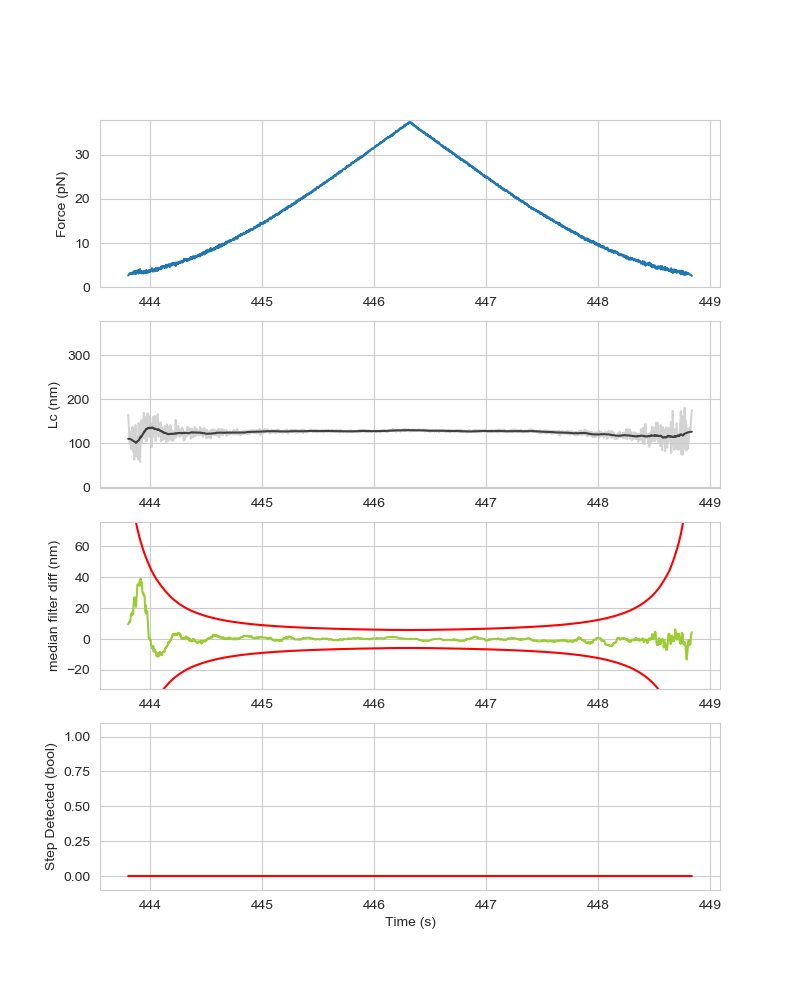 30
20
10
0
Force (pN)
444 445 446 447 448 449
300
200
100
0
Lc (nm)
444 445 446 447 448 449
60
40
20
0
−20
median filter diff (nm)
444 445 446 447 448 449
1.00
0.75
0.50
0.25
0.00
Step Detected (bool)
444 445 446 447 448 449
Time (s)